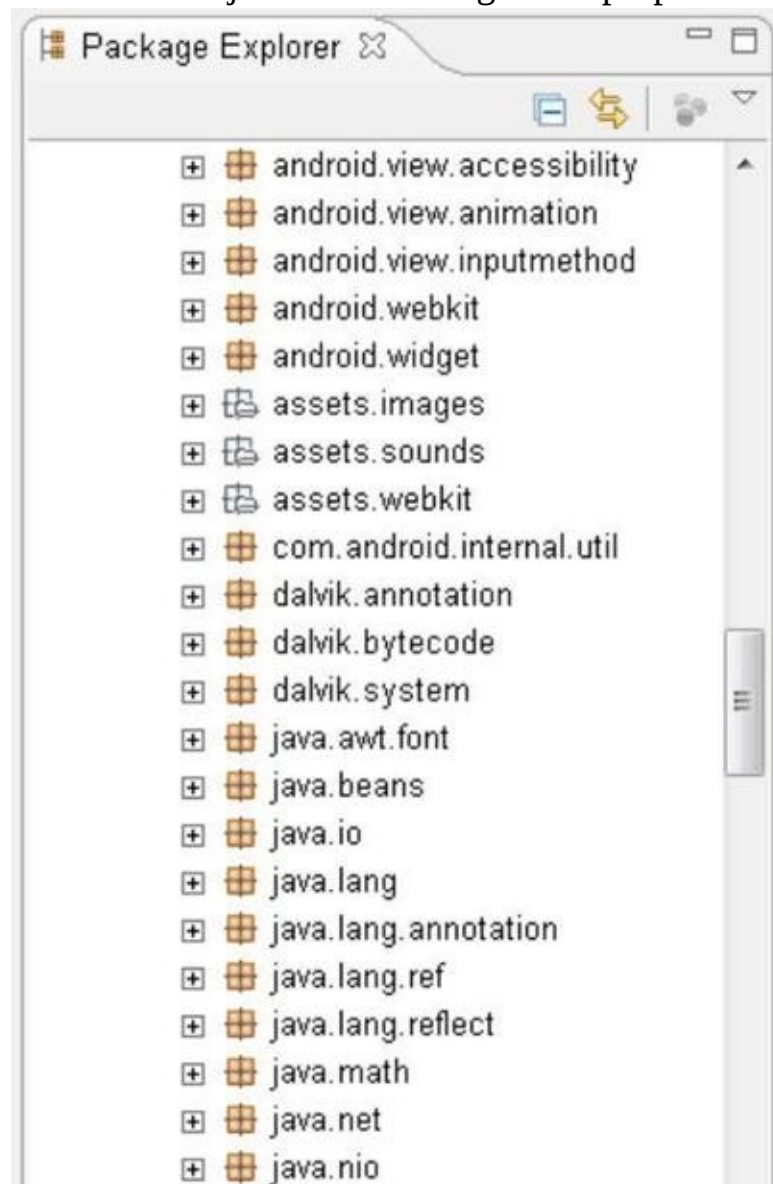 Package Explorer
android.view.accessibility
android.view.animation
android.view.inputmethod
android.webkit
android.widget
assets.images
assets.sounds
assets.webkit
com.android.internal.util
dalvik.annotation
dalvik.bytecode
dalvik.system
java.awt.font
java.beans
java.io
java.lang
java.lang.annotation
java.lang.ref
java.lang.reflect
java.math
java.net
java.nio